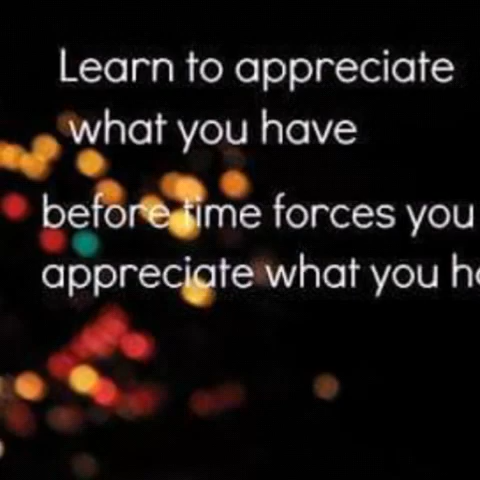 Learn to appreciate
what you have
before time forces you
appreciate what you